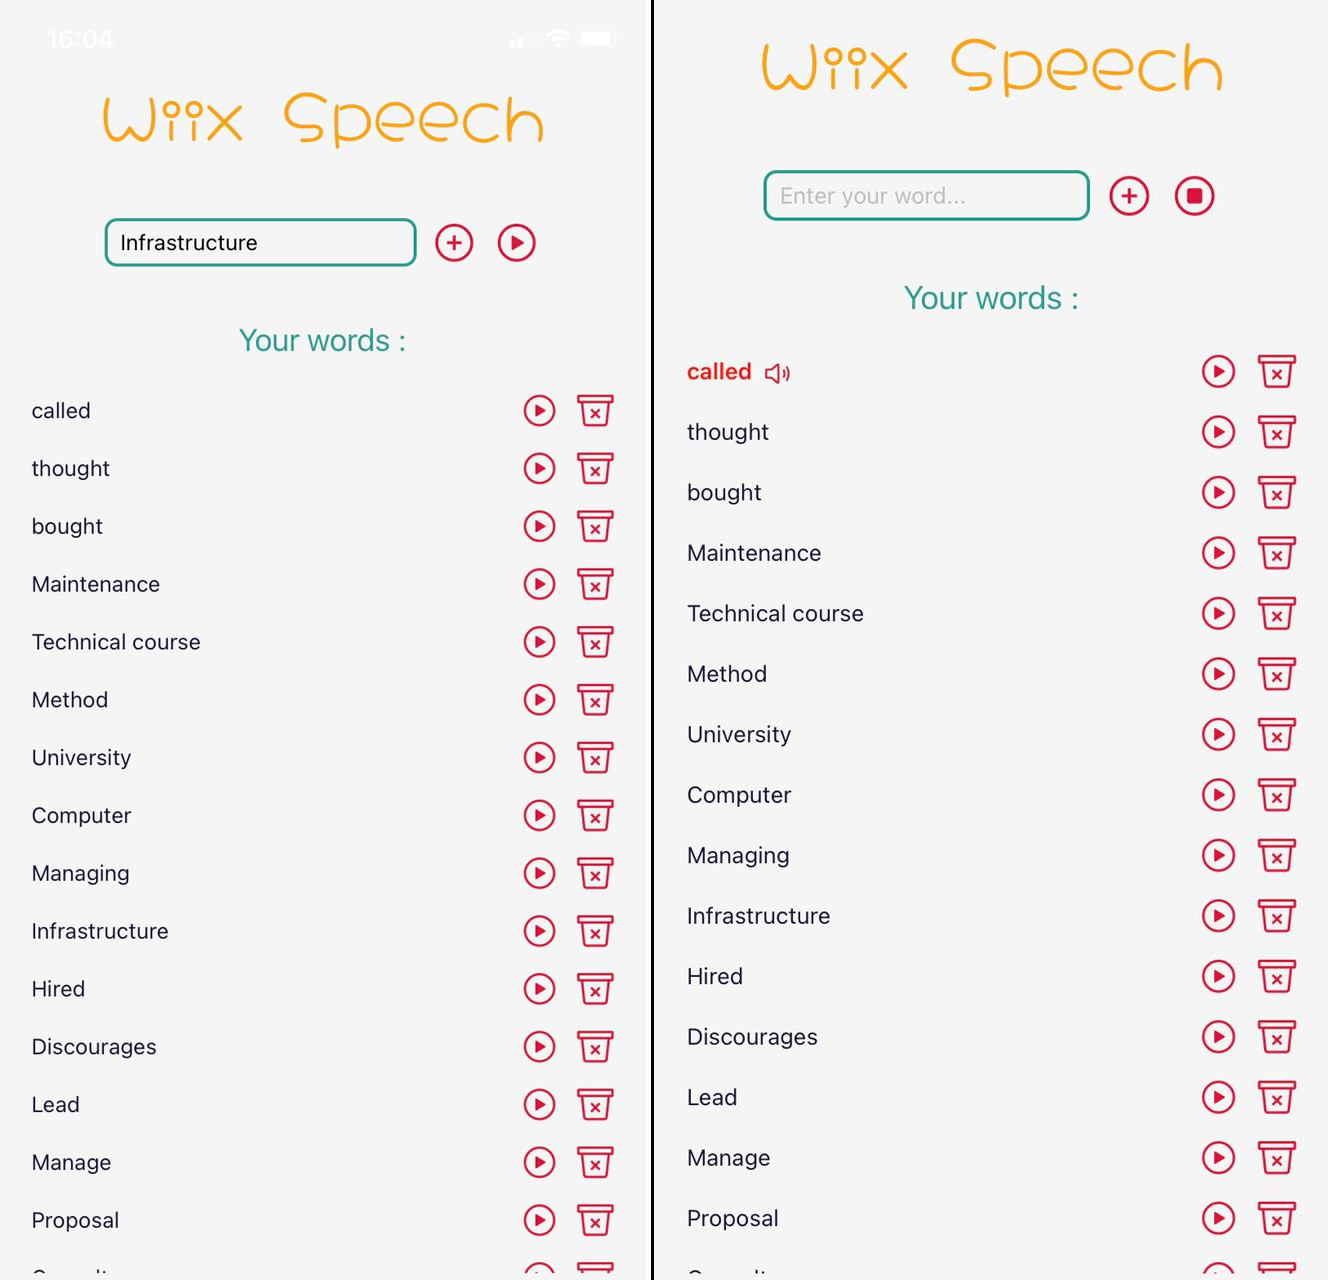 16:04
Wiix Speech
Infrastructure
Your words :
called
thought
bought
Maintenance
Technical course
Method
University
Computer
Managing
Infrastructure
Hired
Discourages
Lead
Manage
Proposal
Wiix Speech
Enter your word...
Your words :
called
thought
bought
Maintenance
Technical course
Method
University
Computer
Managing
Infrastructure
Hired
Discourages
Lead
Manage
Proposal